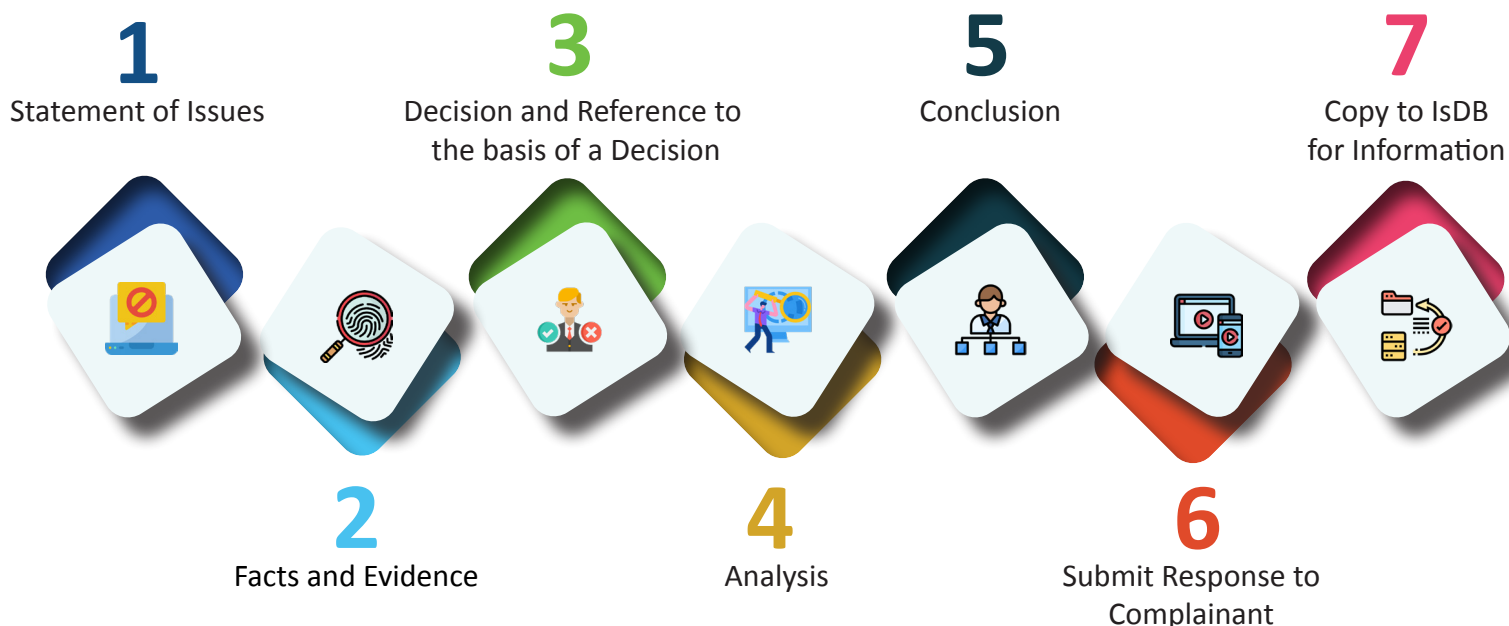 1
Statement of Issues
2
Facts and Evidence
3
Decision and Reference to
the basis of a Decision
4
Analysis
5
Conclusion
6
Submit Response to
Complainant
7
Copy to IsDB
for Information